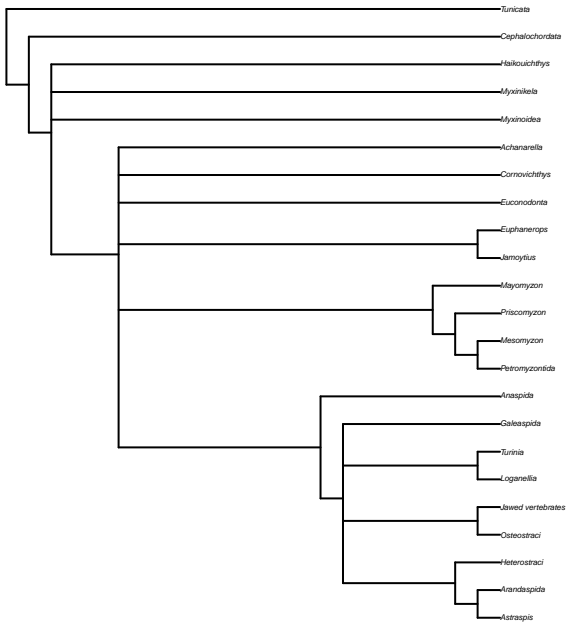 Tunicata
Cephalochordata
Haikouichthys
Myxinikela
Myxinoidea
Achanarella
Cornovichthys
Euconodonta
Euphanerops
Jamoytius
Mayomyzon
Priscomyzon
Mesomyzon
Petromyzontida
Anaspida
Galeaspida
Turinia
Loganellia
Jawed vertebrates
Osteostraci
Heterostraci
Arandaspida
Astraspis